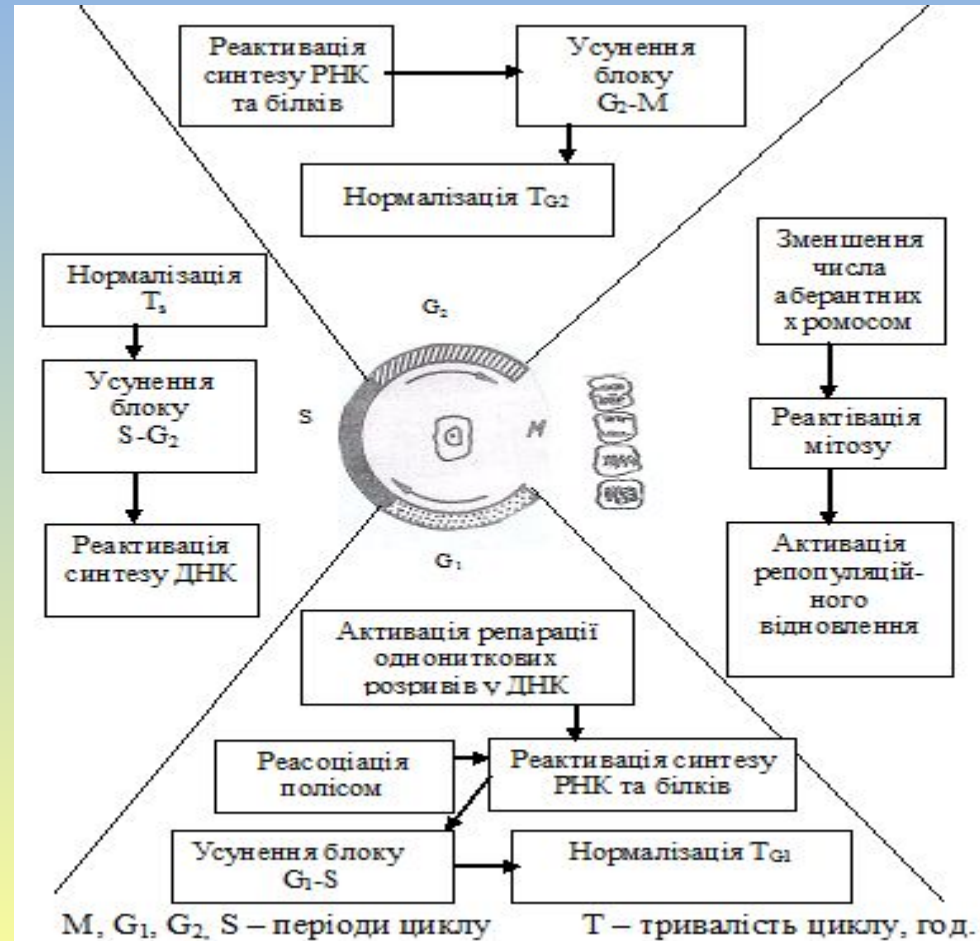 Реактивація
синтезу РНК
та білків
Усунення
блоку
G₂-M
Нормалізація T_G2
Нормалізація
Tₛ
Усунення
блоку
S-G₂
Реактивація
синтезу ДНК
G₂
S
M
G₁
Зменшення
числа
аберантних
хромосом
Реактівація
мітозу
Активація
репопуляцій-
ного
відновлення
Активація репарації
однониткових
розривів у ДНК
Реасоціація
полісом
Реактивація синтезу
РНК та білків
Усунення блоку
G₁-S
Нормалізація T_G1
M, G₁, G₂, S – періоди циклу
T – тривалість циклу, год.